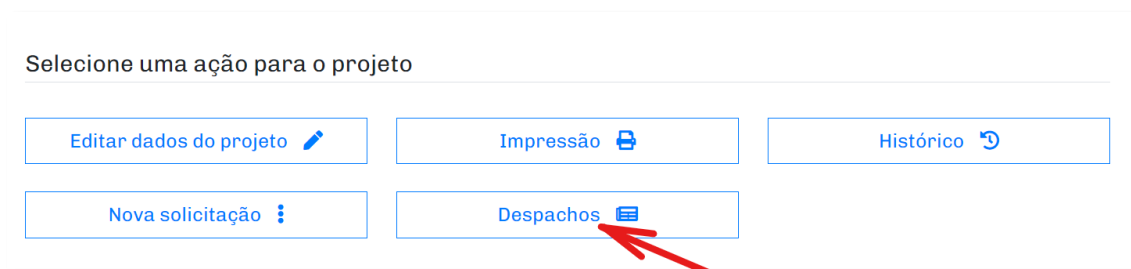 Selecione uma ação para o projeto
Editar dados do projeto
Impressão
Histórico
Nova solicitação
Despachos